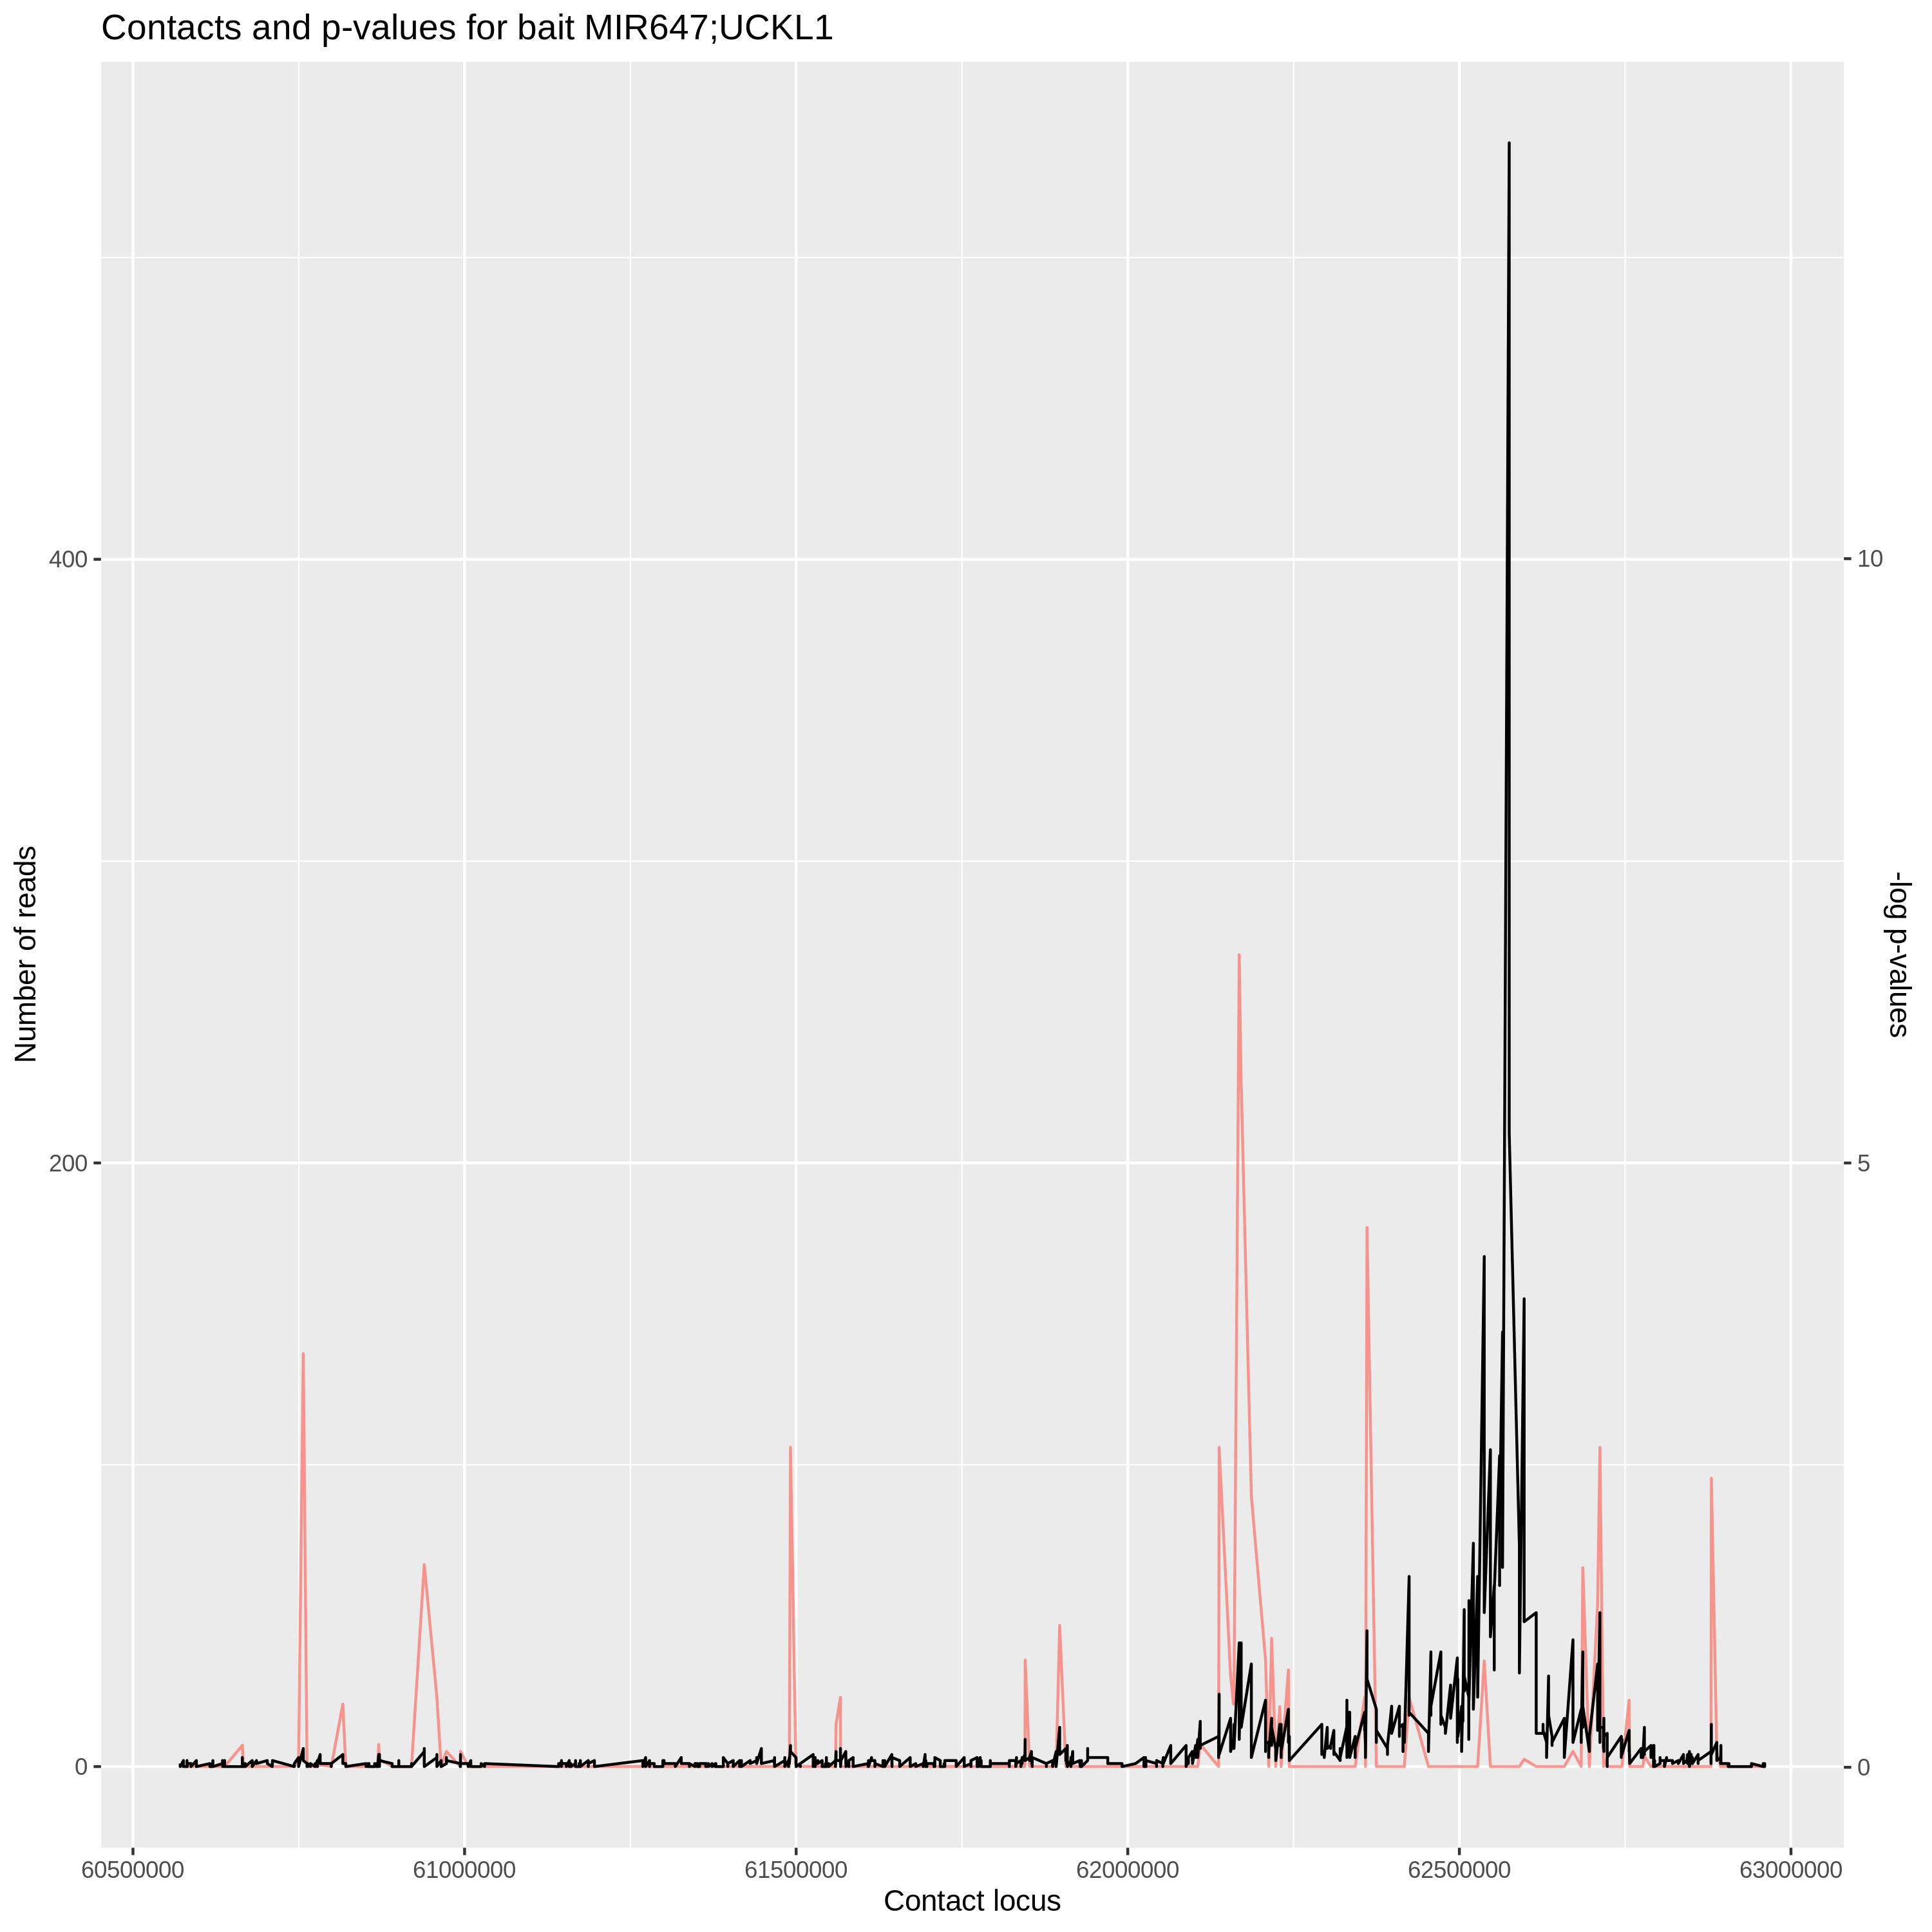 Contacts and p-values for bait MIR647;UCKL1
Number of reads
400
200
0
10
5
0
-log p-values
60500000 61000000 61500000 62000000 62500000 63000000
Contact locus